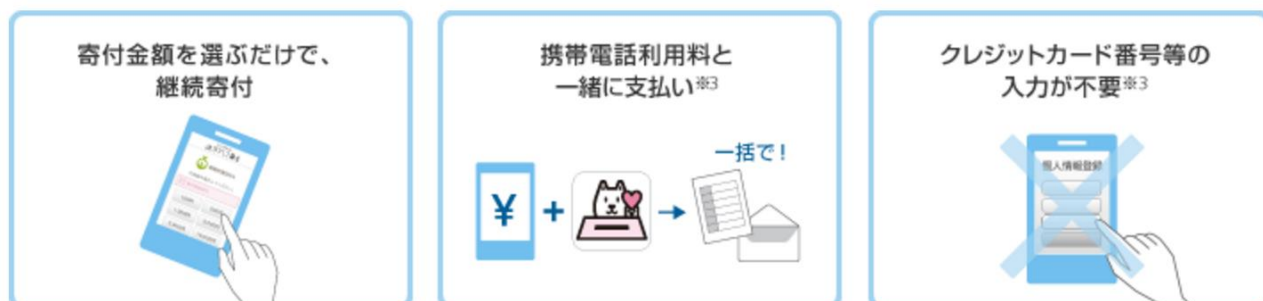 寄付金額を選ぶだけで、
継続寄付
携帯電話利用料と
一緒に支払い※3
一括で!
¥
+
クレジットカード番号等の
入力が不要※3
個人情報登録